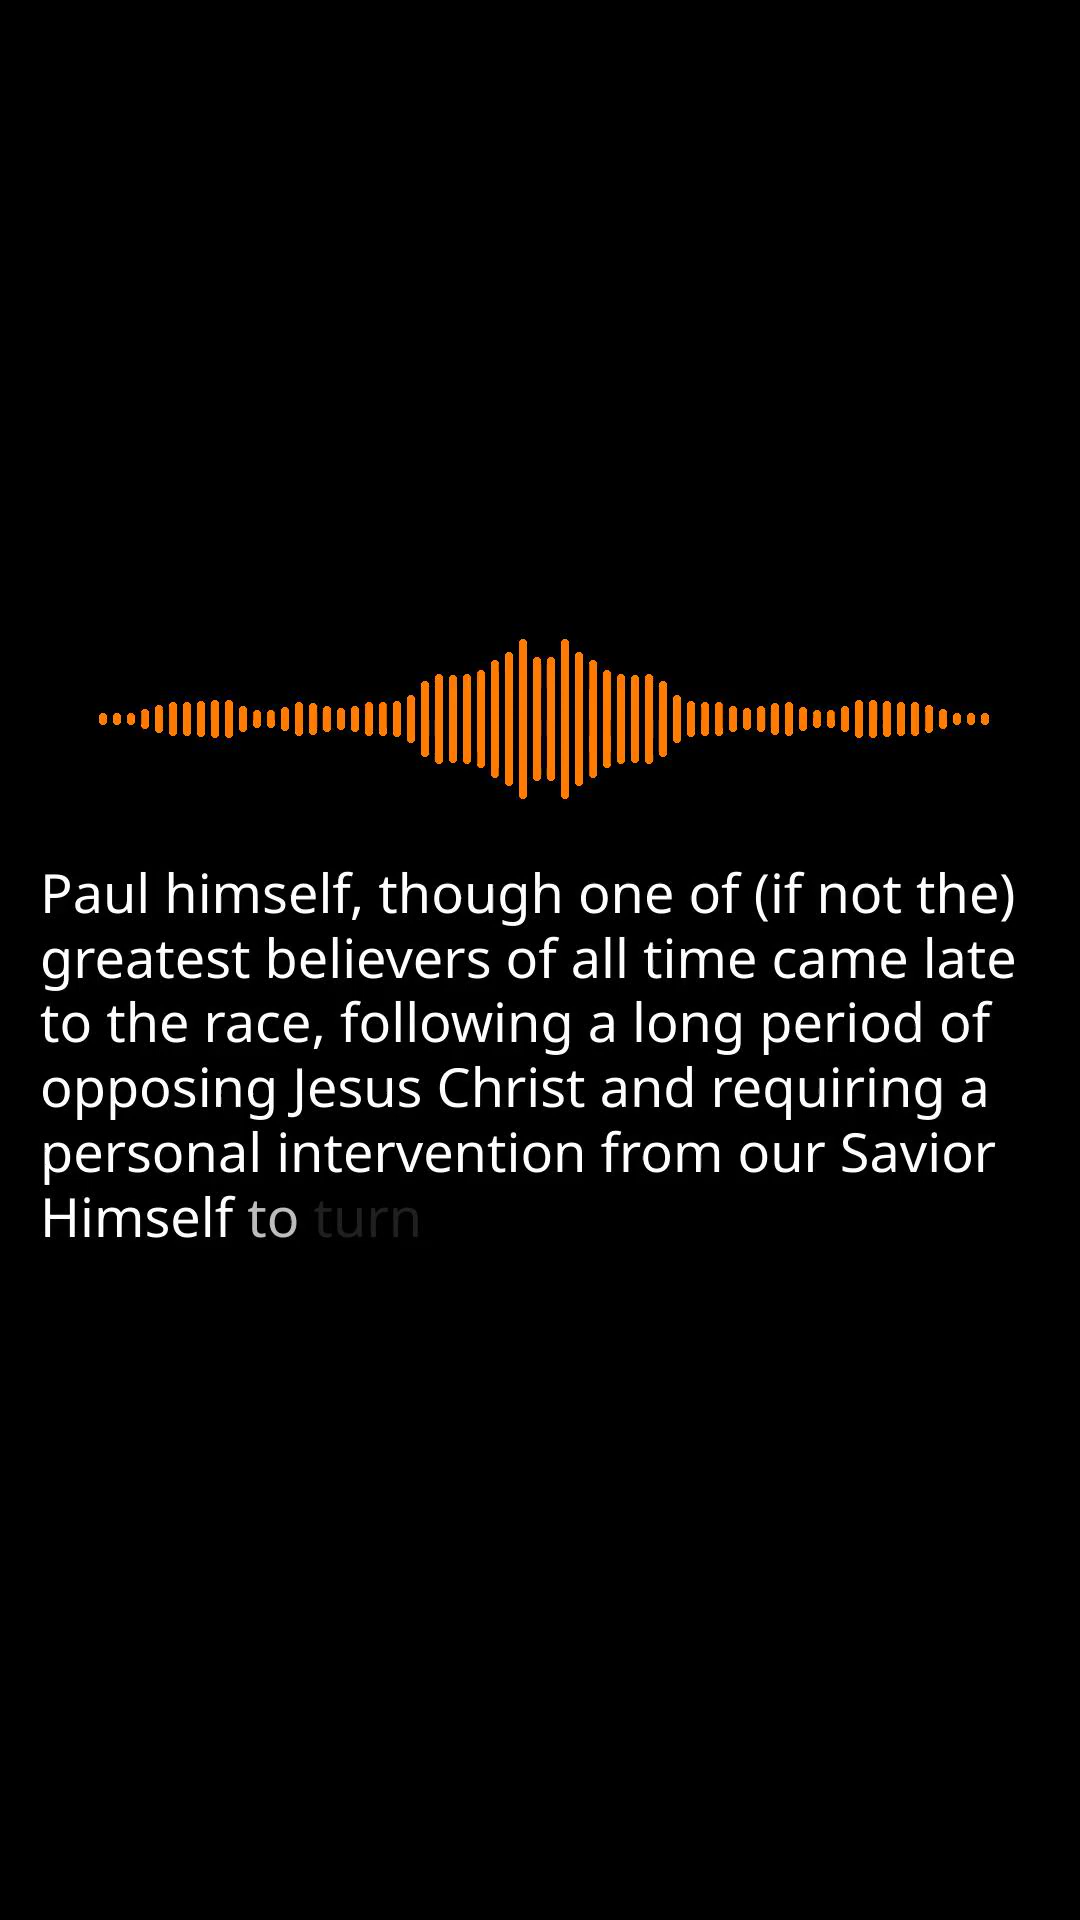 Paul himself, though one of (if not the)
greatest believers of all time came late
to the race, following a long period of
opposing Jesus Christ and requiring a
personal intervention from our Savior
Himself to turn